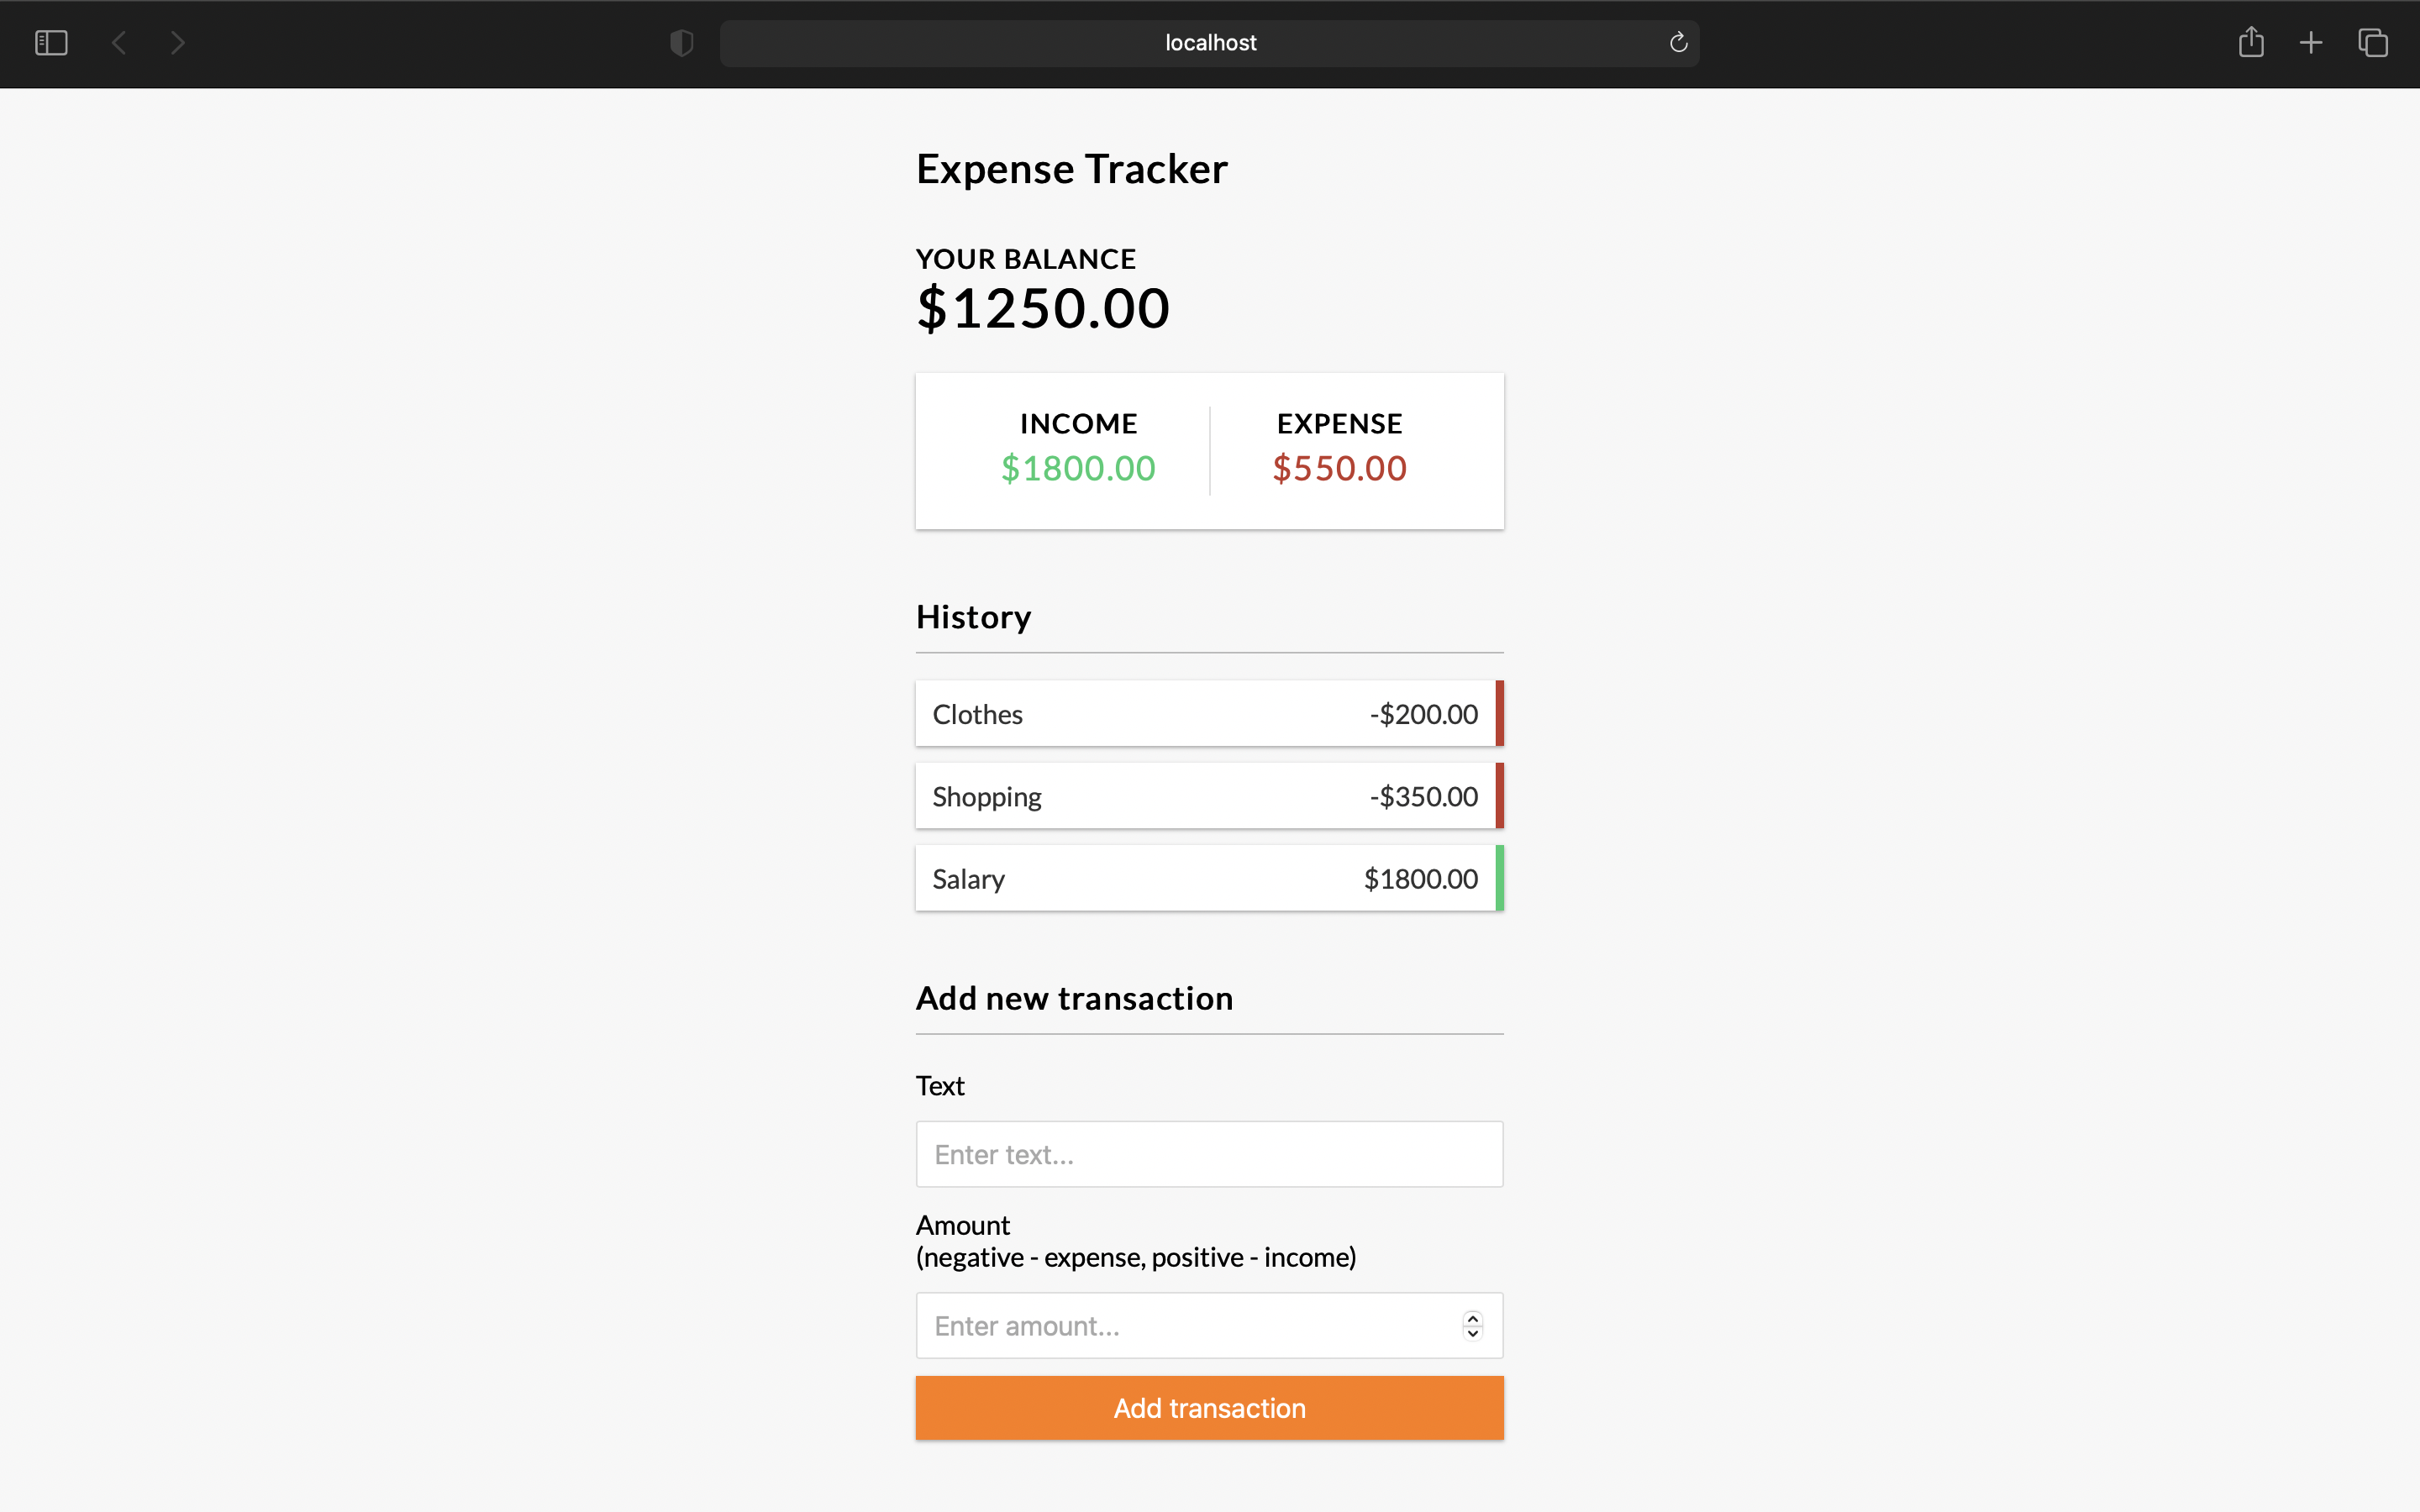 localhost
Expense Tracker
YOUR BALANCE
$1250.00
INCOME EXPENSE
$1800.00 $550.00
History
Clothes -$200.00
Shopping -$350.00
Salary $1800.00
Add new transaction
Text
Enter text...
Amount
(negative - expense, positive - income)
Enter amount...
Add transaction